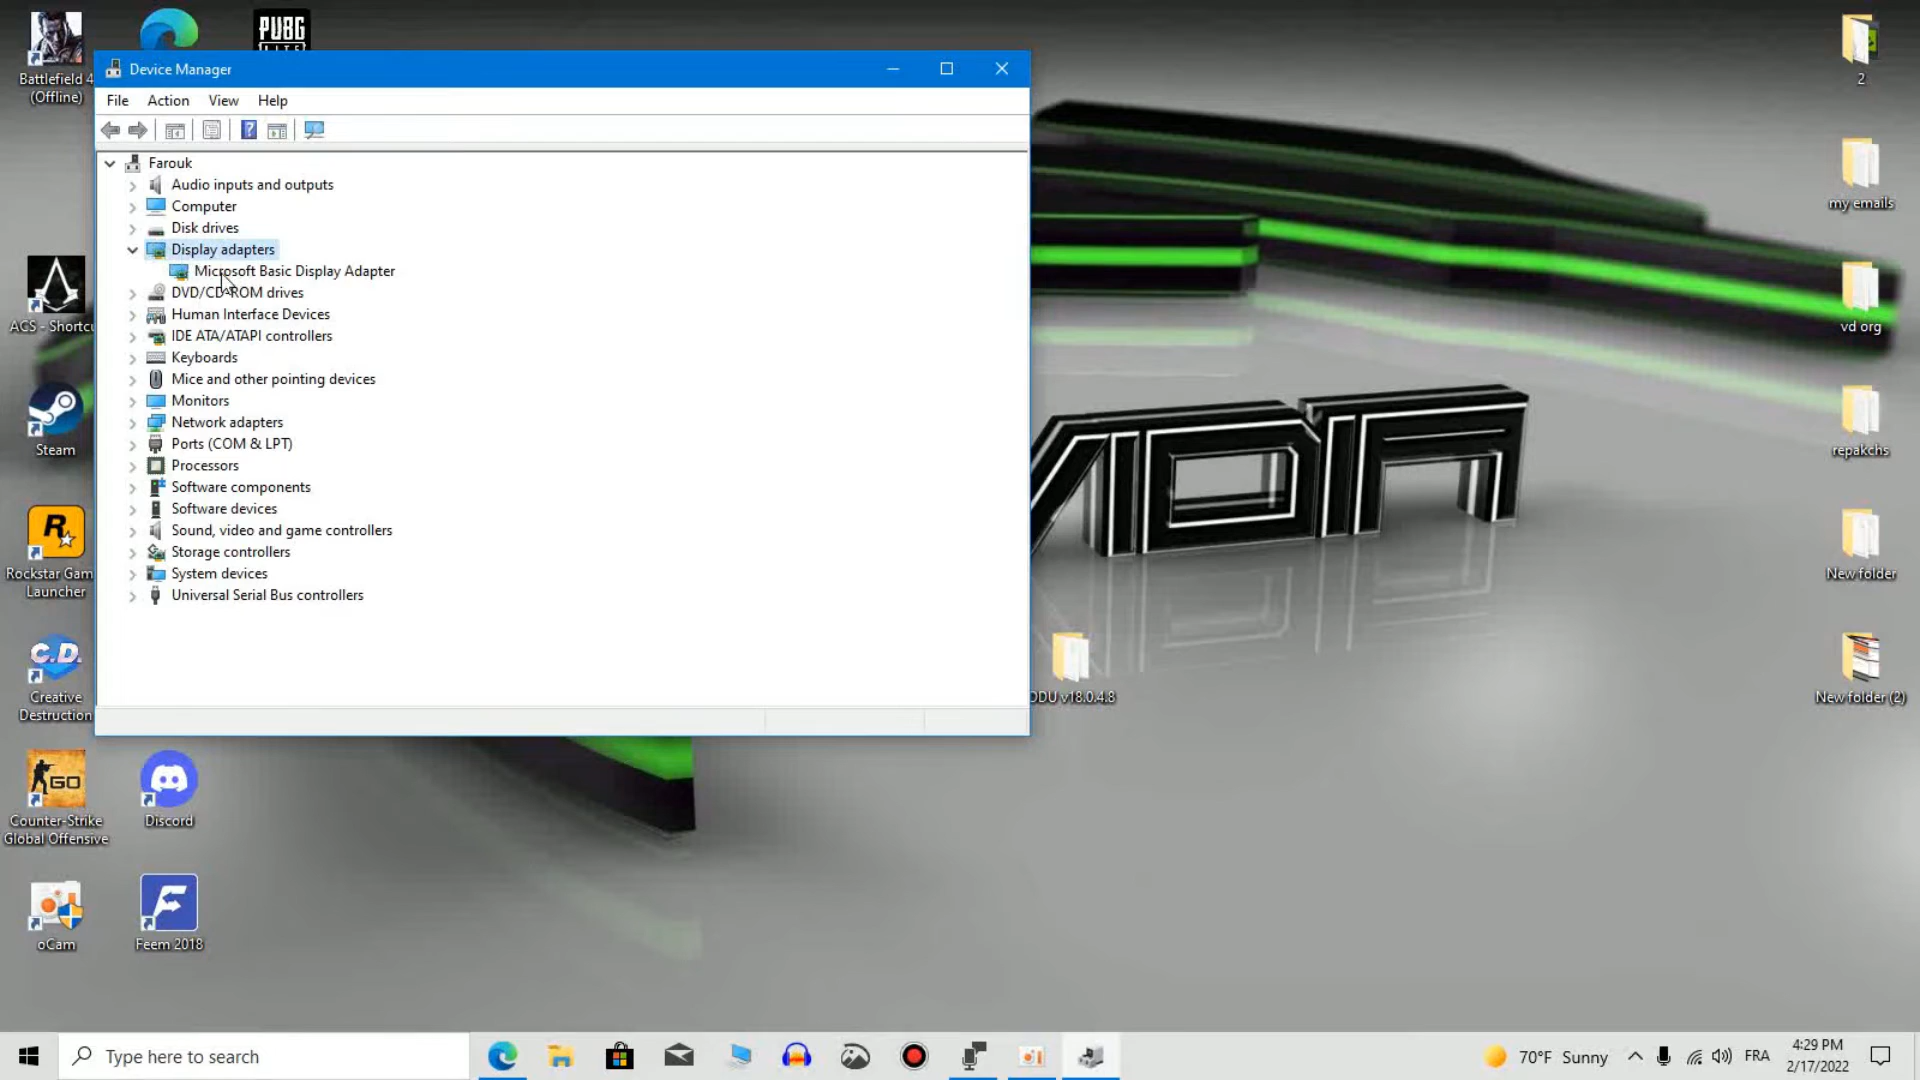 Battlefield 4
(Offline)
PUBG
LITE
ACS - Shortcu
Steam
Rockstar Gam
Launcher
C.D.
Creative
Destruction
GO
Counter-Strike
Global Offensive
Discord
oCam
Feem 2018
Device Manager
File Action View Help
Farouk
Audio inputs and outputs
Computer
Disk drives
Display adapters
Microsoft Basic Display Adapter
DVD/CD-ROM drives
Human Interface Devices
IDE ATA/ATAPI controllers
Keyboards
Mice and other pointing devices
Monitors
Network adapters
Ports (COM & LPT)
Processors
Software components
Software devices
Sound, video and game controllers
Storage controllers
System devices
Universal Serial Bus controllers
DDU v18.0.4.8
2
my emails
vd org
repakchs
New folder
New folder (2)
Type here to search
70°F Sunny
FRA
4:29 PM
2/17/2022